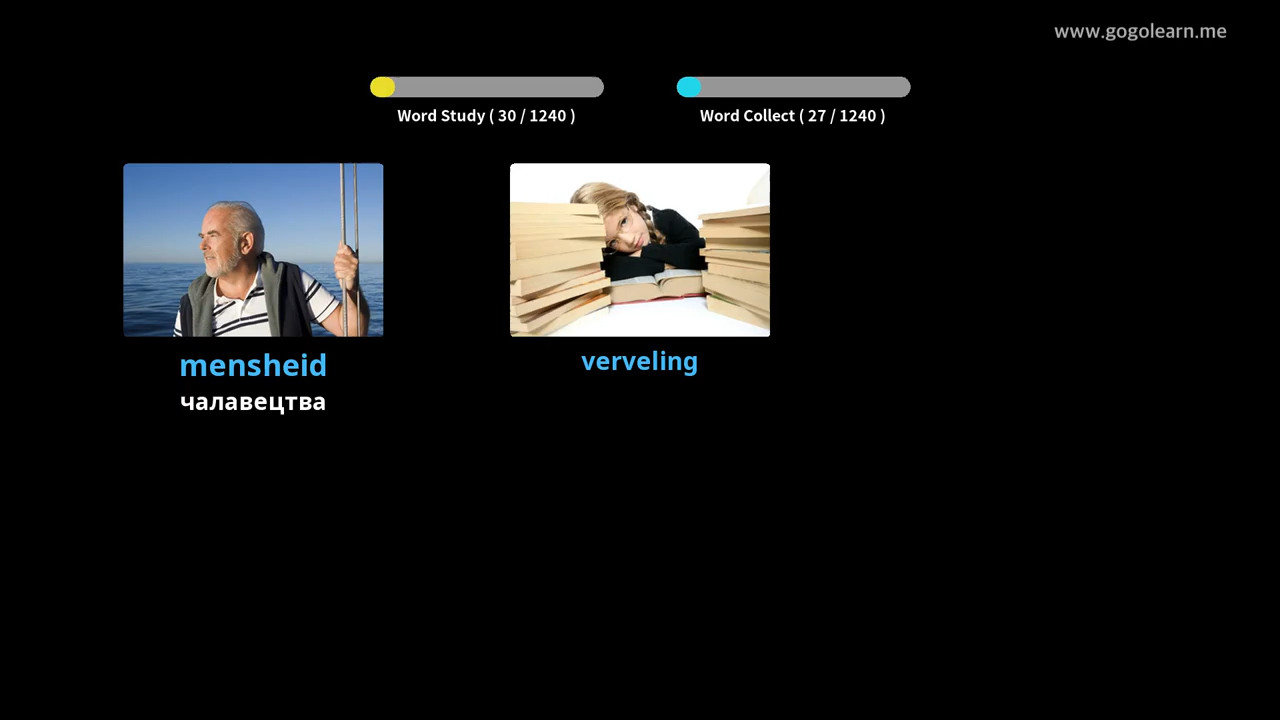 www.gogolearn.me
Word Study ( 30 / 1240 )
Word Collect ( 27 / 1240 )
mensheid
чалавецтва
verveling